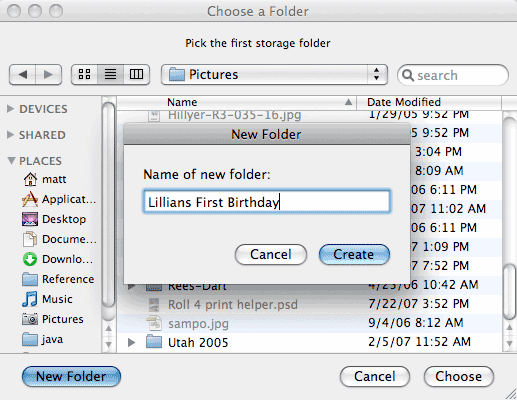 Choose a Folder
Pick the first storage folder
Pictures
search
DEVICES
SHARED
PLACES
matt
Applicat...
Desktop
Docume...
Downlo...
Reference
Music
Pictures
java
Name Date Modified
Hillyer-R3-035-16.jpg 1/29/05 9:52 PM
05 9:52 PM
3:04 PM
8:09 AM
06 6:11 PM
07 11:02 AM
06 6:11 PM
07 1:09 PM
07 7:52 PM
Rees-Dart 4/23/06 10:42 AM
Roll 4 print helper.psd 7/22/07 3:52 PM
sampo.jpg 9/4/06 8:12 AM
Utah 2005 2/5/07 11:52 AM
New Folder
Name of new folder:
Lillians First Birthday
Cancel Create
New Folder Cancel Choose